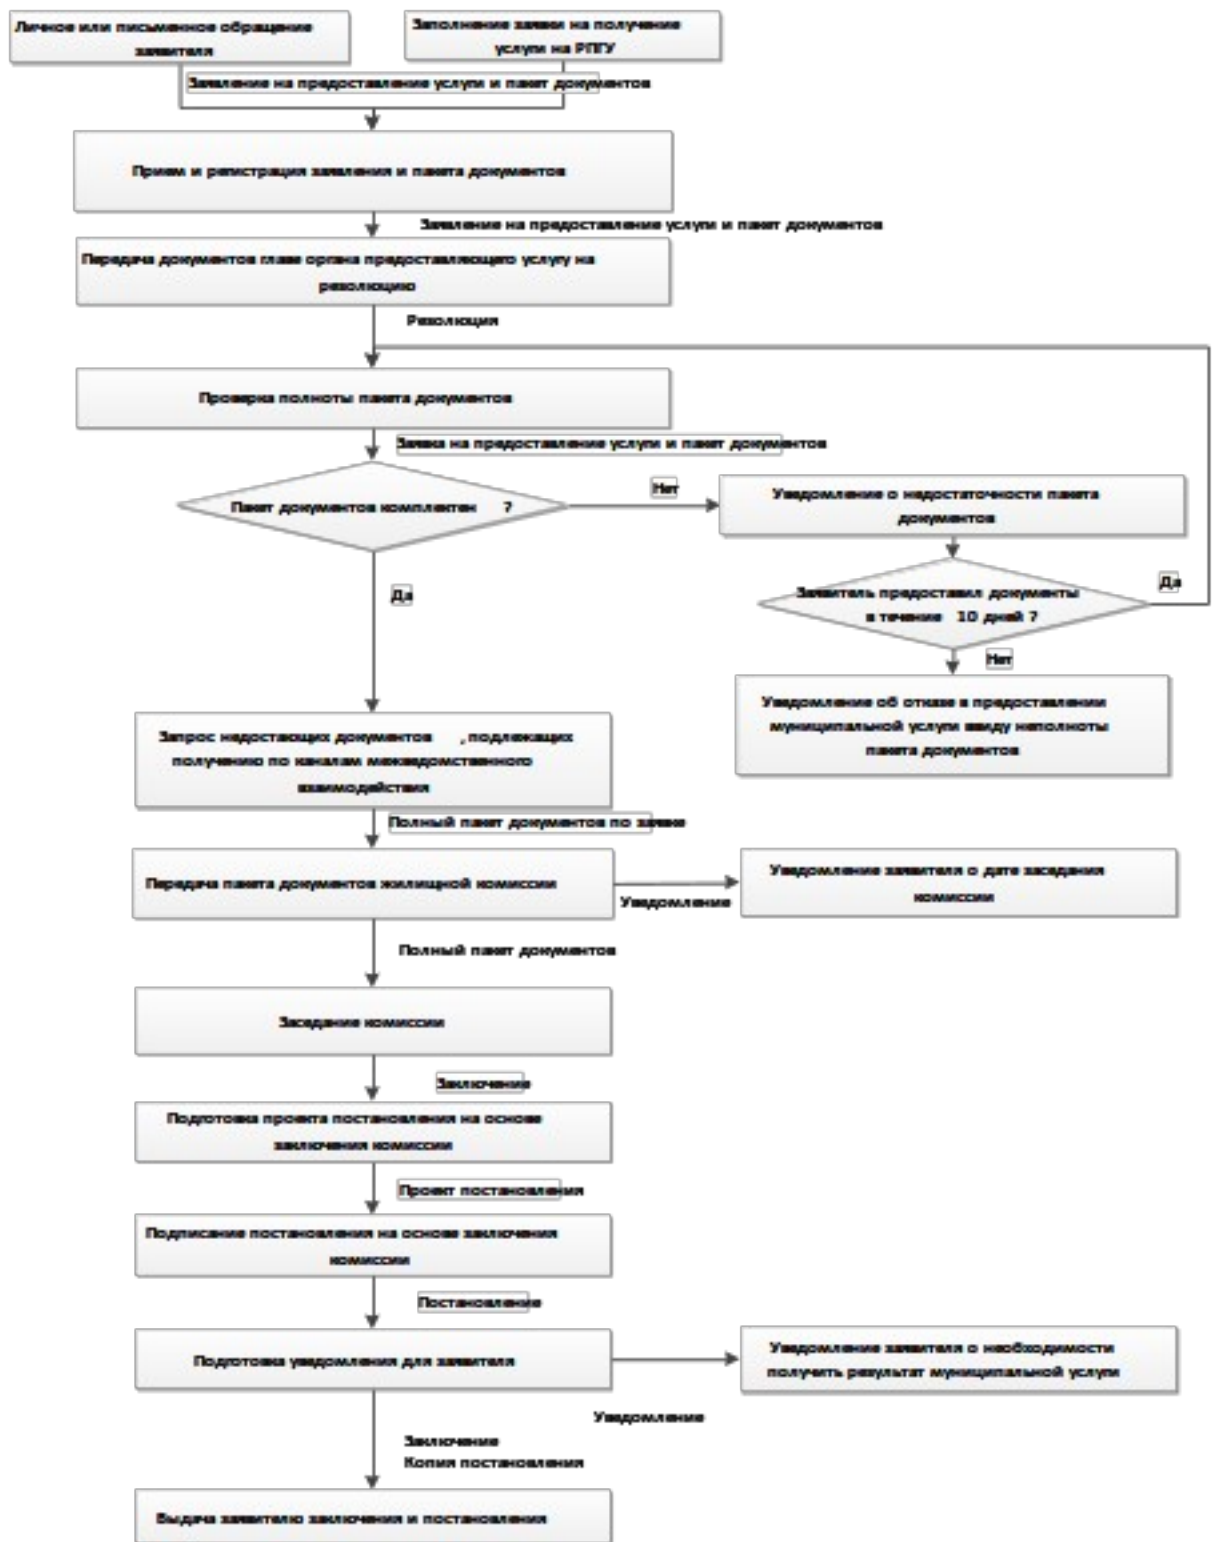 Личное или письменное обращение
заявителя
Заполнение заявки на получение
услуги на РПГУ
Заявление на предоставление услуги и пакет документов
Прием и регистрация заявления и пакета документов
Заявление на предоставление услуги и пакет документов
Передача документов главе органа предоставляющего услугу на
резолюцию
Резолюция
Проверка полноты пакета документов
Заявка на предоставление услуги и пакет документов
Пакет документов комплектен ?
Нет
Уведомление о недостаточности пакета
документов
Да
Заявитель предоставил документы
в течение 10 дней ?
Да
Нет
Уведомление об отказе в предоставлении
муниципальной услуги ввиду неполноты
пакета документов
Запрос недостающих документов , подлежащих
получению по каналам межведомственного
взаимодействия
Полный пакет документов по заявке
Передача пакета документов жилищной комиссии
Уведомление
Уведомление заявителя о дате заседания
комиссии
Полный пакет документов
Заседание комиссии
Заключение
Подготовка проекта постановления на основе
заключения комиссии
Проект постановления
Подписание постановления на основе заключения
комиссии
Постановление
Подготовка уведомления для заявителя
Уведомление заявителя о необходимости
получить результат муниципальной услуги
Уведомление
Заключение
Копия постановления
Выдача заявителю заключения и постановления